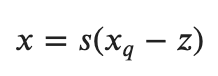 x = s(x_q − z)